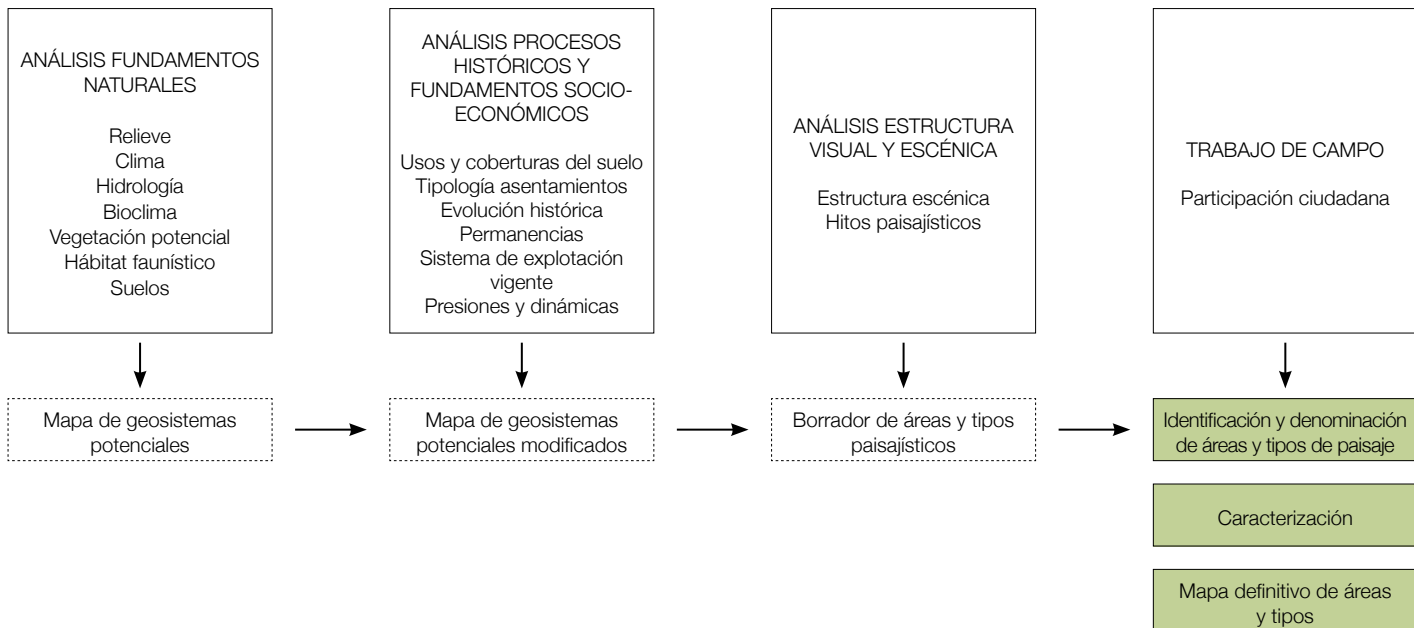 ANÁLISIS FUNDAMENTOS
NATURALES
Relieve
Clima
Hidrología
Bioclima
Vegetación potencial
Hábitat faunístico
Suelos
ANÁLISIS PROCESOS
HISTÓRICOS Y
FUNDAMENTOS SOCIO-
ECONÓMICOS
Usos y coberturas del suelo
Tipología asentamientos
Evolución histórica
Permanencias
Sistema de explotación
vigente
Presiones y dinámicas
ANÁLISIS ESTRUCTURA
VISUAL Y ESCÉNICA
Estructura escénica
Hitos paisajísticos
TRABAJO DE CAMPO
Participación ciudadana
Mapa de geosistemas
potenciales
Mapa de geosistemas
potenciales modificados
Borrador de áreas y tipos
paisajísticos
Identificación y denominación
de áreas y tipos de paisaje
Caracterización
Mapa definitivo de áreas
y tipos